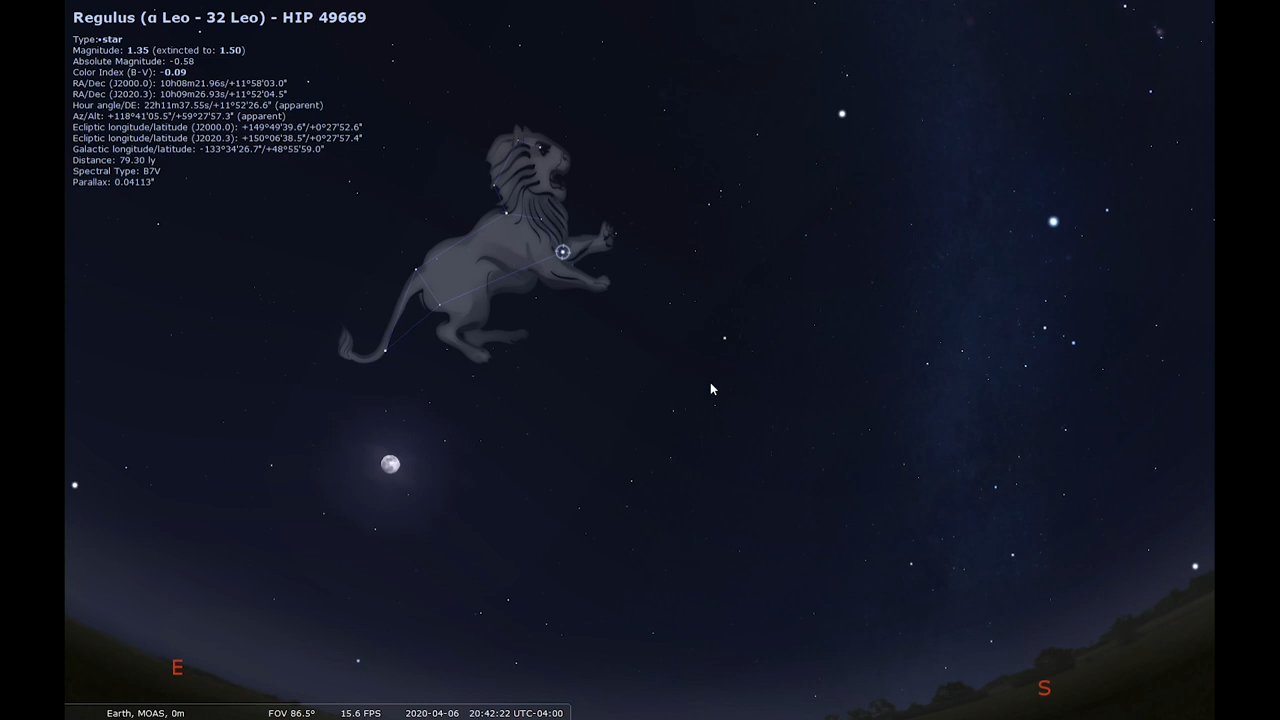 Regulus (α Leo - 32 Leo) - HIP 49669
Type: star
Magnitude: 1.35 (extincted to: 1.50)
Absolute Magnitude: -0.58
Color Index (B-V): -0.09
RA/Dec (J2000.0): 10h08m21.96s/+11°58'03.0"
RA/Dec (J2020.3): 10h09m26.93s/+11°52'04.5"
Hour angle/DE: 22h11m37.55s/+11°52'26.6" (apparent)
Az/Alt: +118°41'05.5"/+59°27'57.3" (apparent)
Ecliptic longitude/latitude (J2000.0): +149°49'39.6"/+0°27'52.6"
Ecliptic longitude/latitude (J2020.3): +150°06'38.5"/+0°27'57.4"
Galactic longitude/latitude: -133°34'26.7"/+48°55'59.0"
Distance: 79.30 ly
Spectral Type: B7V
Parallax: 0.04113"
E
S
Earth, MOAS, 0m FOV 86.5° 15.6 FPS 2020-04-06 20:42:22 UTC-04:00